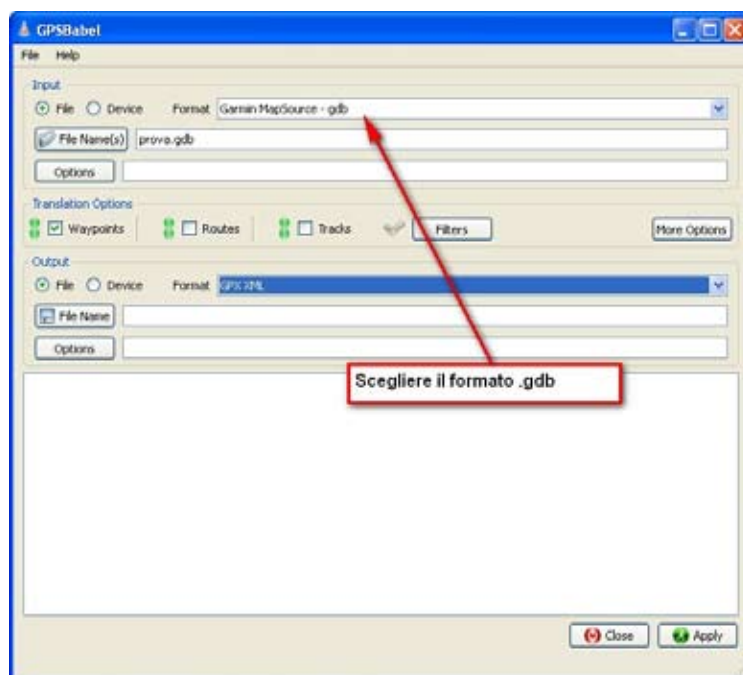 GPSBabel
File Help
Input
File Device Format Garmin MapSource - gdb
File Name(s) prova.gdb
Options
Translation Options
Waypoints Routes Tracks Filters More Options
Output
File Device Format GPX XML
File Name
Options
Scegliere il formato .gdb
Close Apply